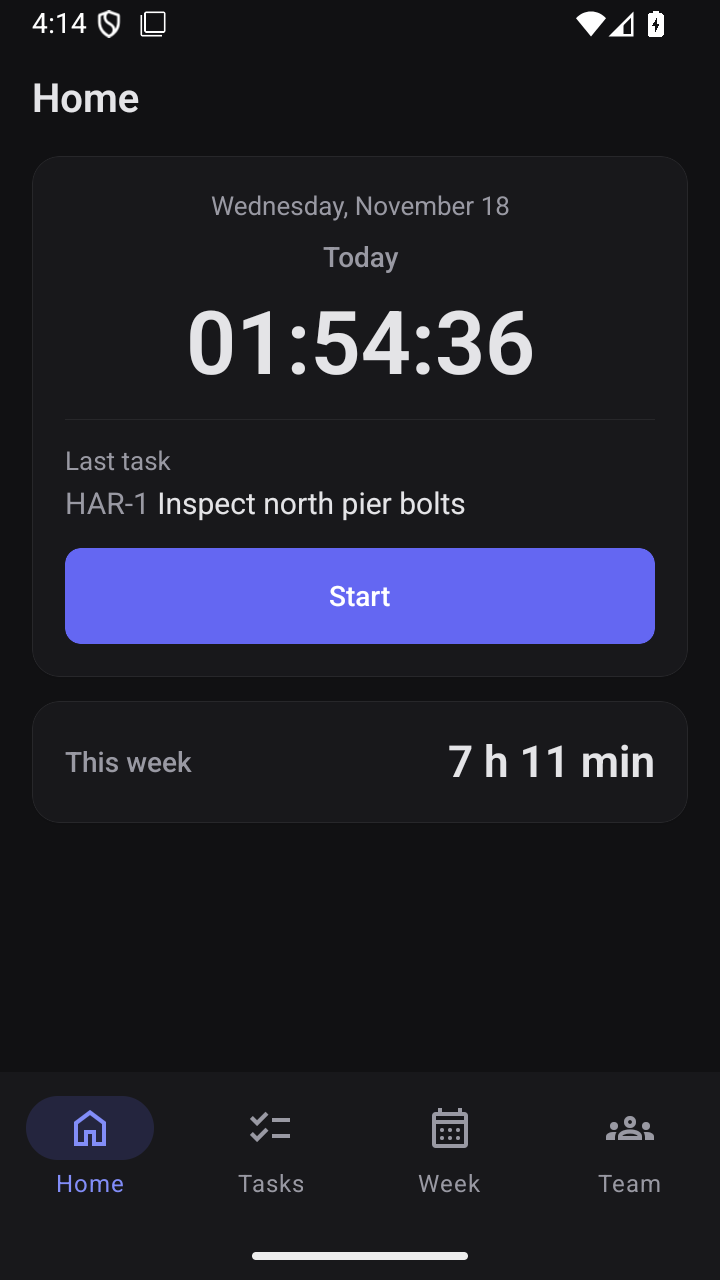 4:14
Home
Wednesday, November 18
Today
01:54:36
Last task
HAR-1 Inspect north pier bolts
Start
This week
7 h 11 min
Home
Tasks
Week
Team